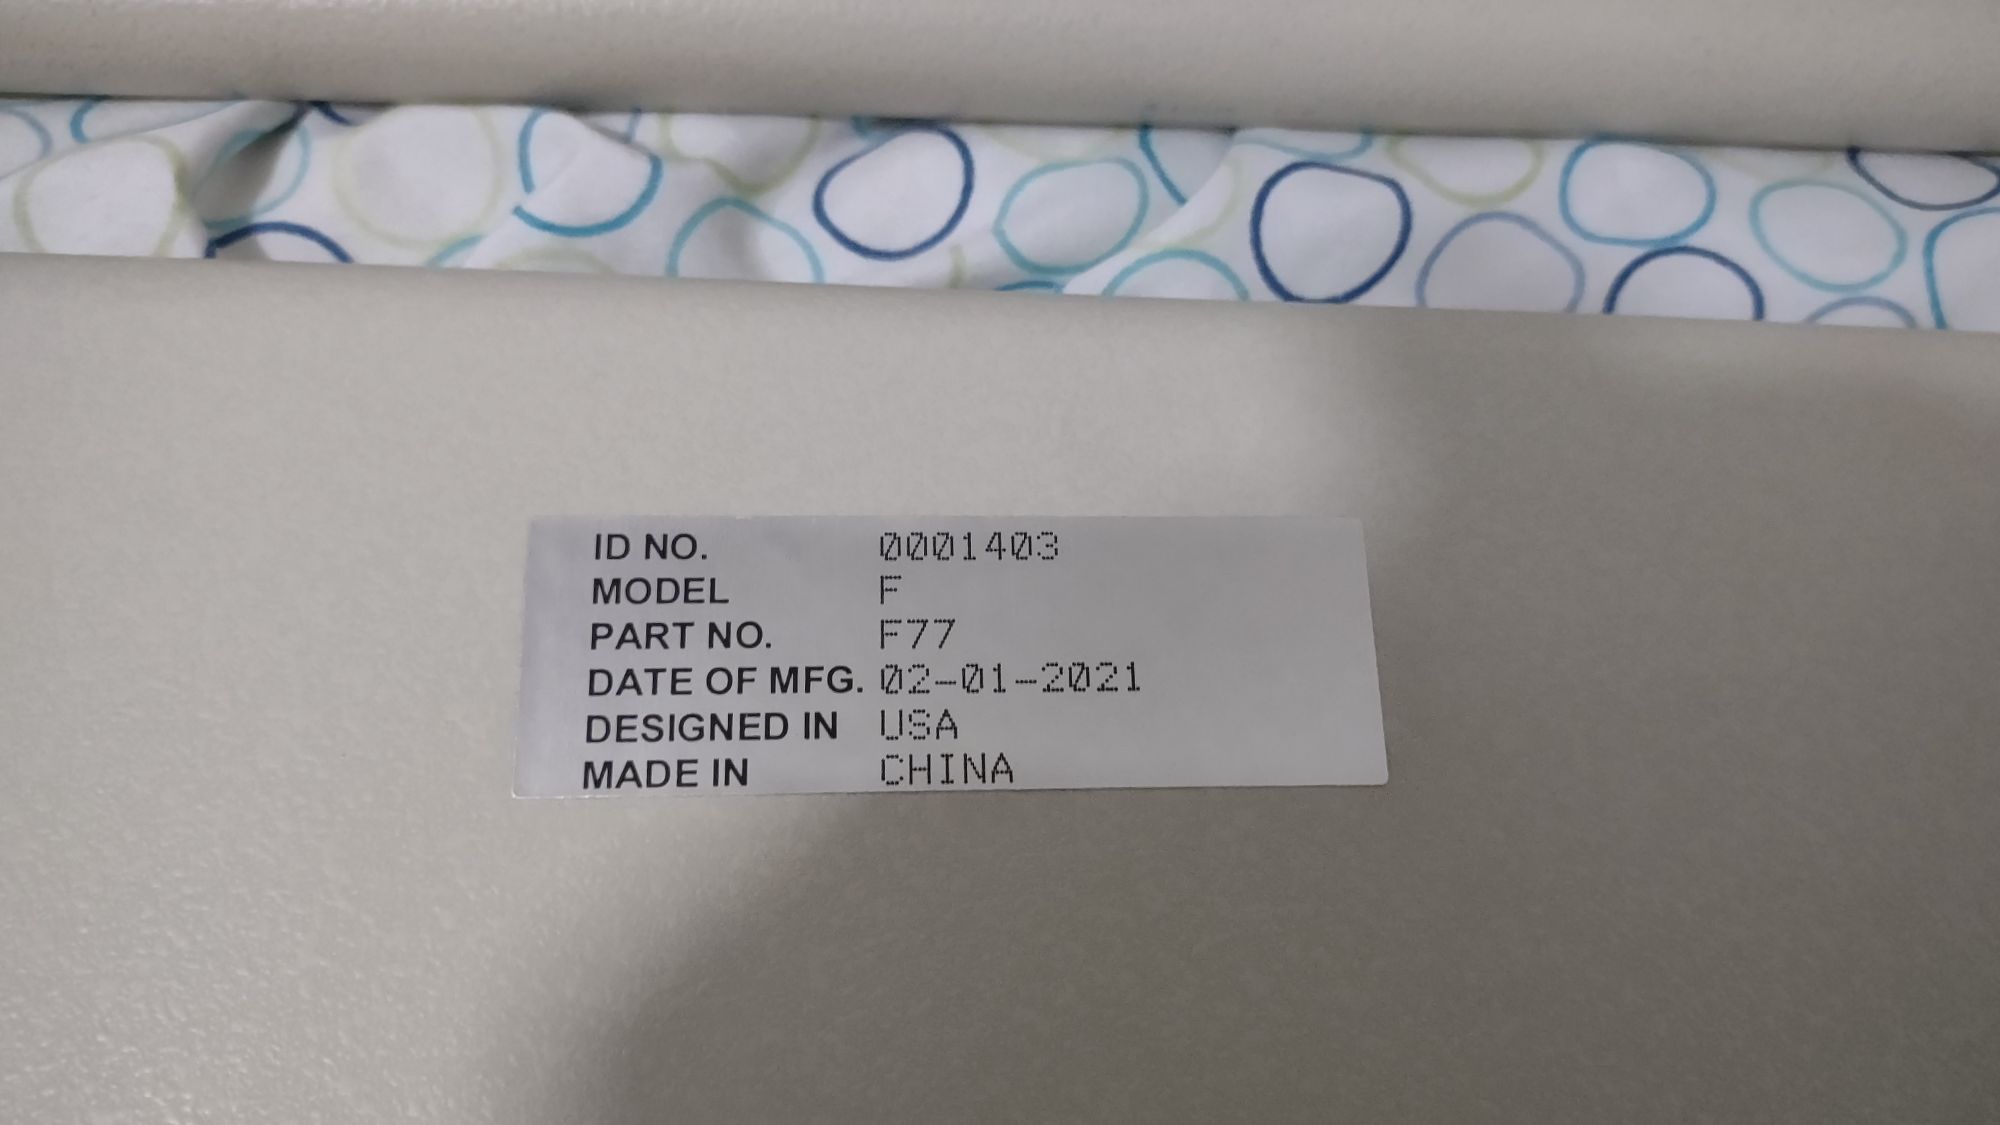 ID NO. 0001403
MODEL F
PART NO. F77
DATE OF MFG. 02-01-2021
DESIGNED IN USA
MADE IN CHINA